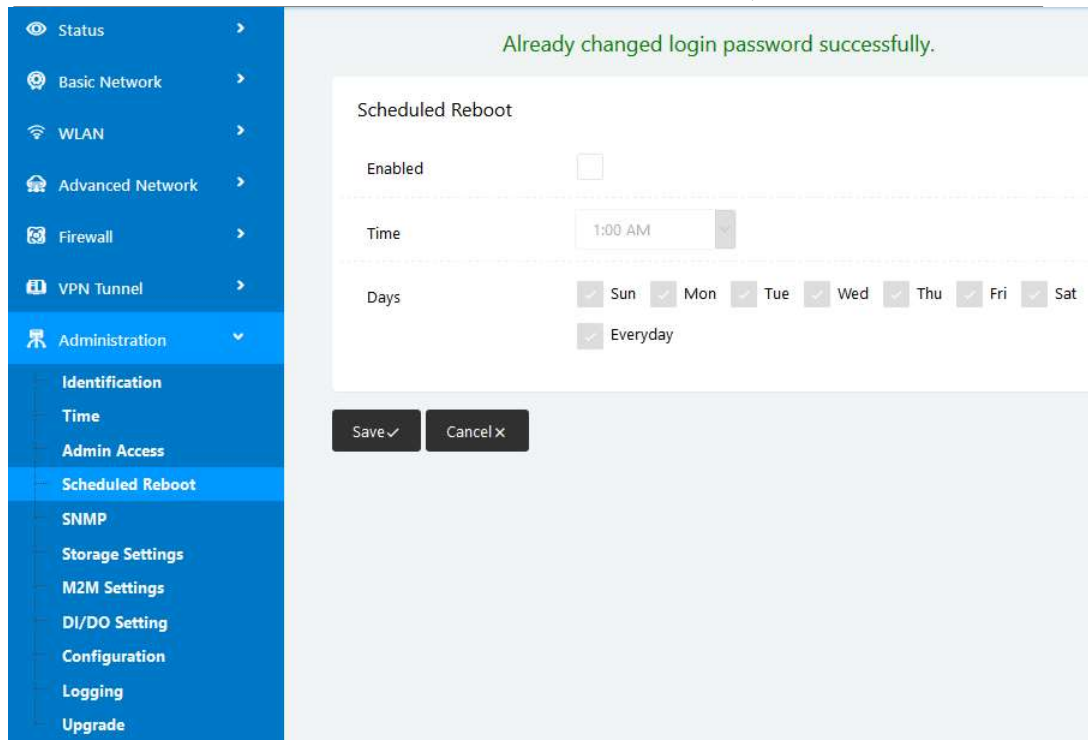 Status
Basic Network
WLAN
Advanced Network
Firewall
VPN Tunnel
Administration
Identification
Time
Admin Access
Scheduled Reboot
SNMP
Storage Settings
M2M Settings
DI/DO Setting
Configuration
Logging
Upgrade
Already changed login password successfully.
Scheduled Reboot
Enabled
Time 1:00 AM
Days Sun Mon Tue Wed Thu Fri Sat
Everyday
Save Cancel